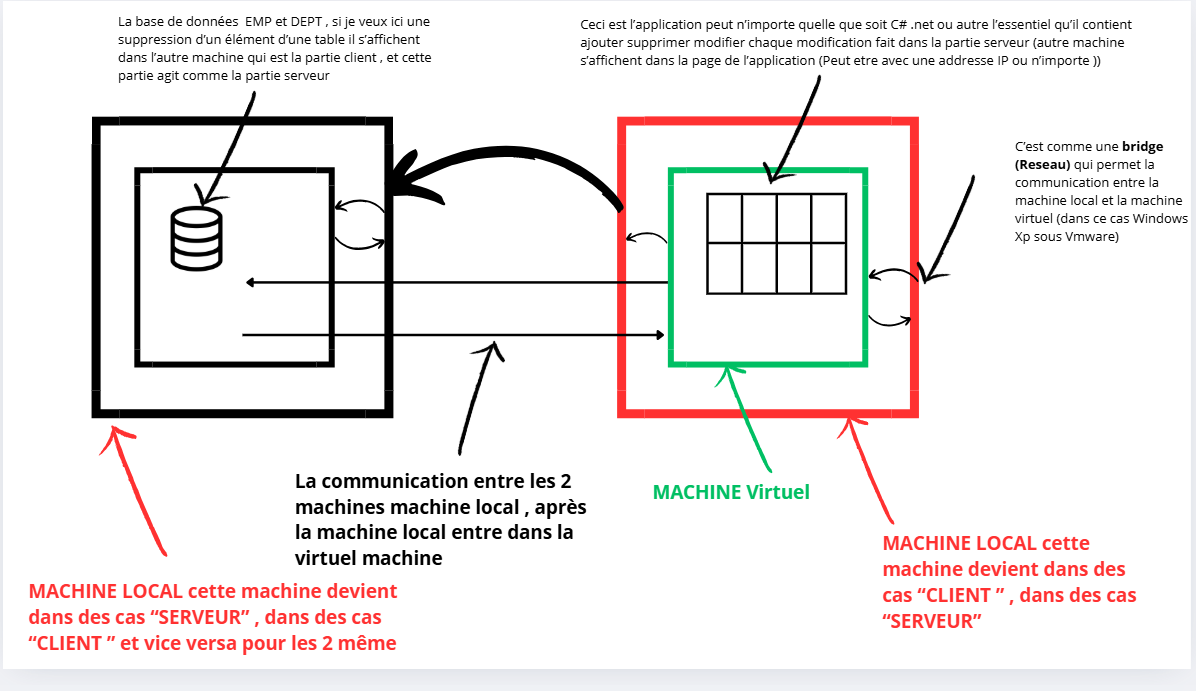 La base de données  EMP et DEPT , si je veux ici une
suppression d'un élément d'une table il s'affichent
dans l'autre machine qui est la partie client , et cette
partie agit comme la partie serveur
Ceci est l'application peut n'importe quelle que soit C# .net ou autre l'essentiel qu'il contient
ajouter supprimer modifier chaque modification fait dans la partie serveur (autre machine
s'affichent dans la page de l'application (Peut etre avec une addresse IP ou n'importe ))
C'est comme une bridge
(Reseau) qui permet la
communication entre la
machine local et la machine
virtuel (dans ce cas Windows
Xp sous Vmware)
La communication entre les 2
machines machine local , après
la machine local entre dans la
virtuel machine
MACHINE Virtuel
MACHINE LOCAL cette
machine devient dans des
cas “CLIENT ” , dans des cas
“SERVEUR”
MACHINE LOCAL cette machine devient
dans des cas “SERVEUR” , dans des cas
“CLIENT ” et vice versa pour les 2 même